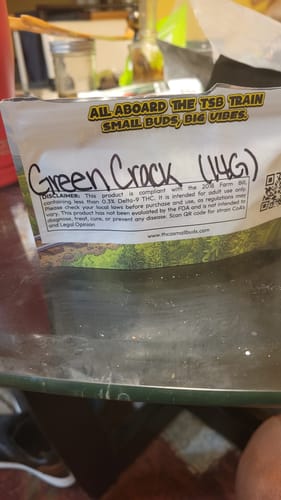 ALL ABOARD THE TSB TRAIN
SMALL BUDS, BIG VIBES.
Green Crack (14G)
DISCLAIMER: This product is compliant with the 2018 Farm Bill,
containing less than 0.3% Delta-9 THC. It is intended for adult use only
Please check your local laws before purchase and use, as regulations may
vary. This product has not been evaluated by the FDA and is not intended to
diagnose, treat, cure, or prevent any disease. Scan QR code for strain CoA's
and Legal Opinion
www.thcasmallbuds.com